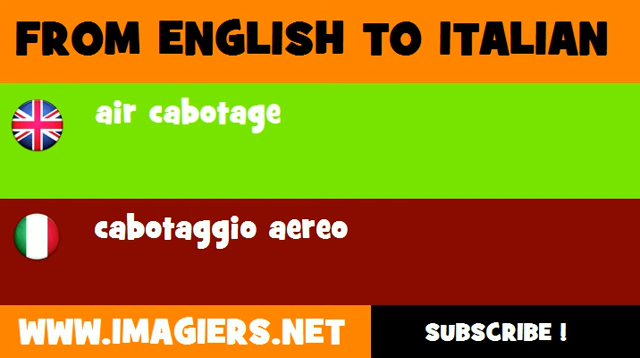 FROM ENGLISH TO ITALIAN
air cabotage
cabotaggio aereo
WWW.IMAGIERS.NET
SUBSCRIBE !